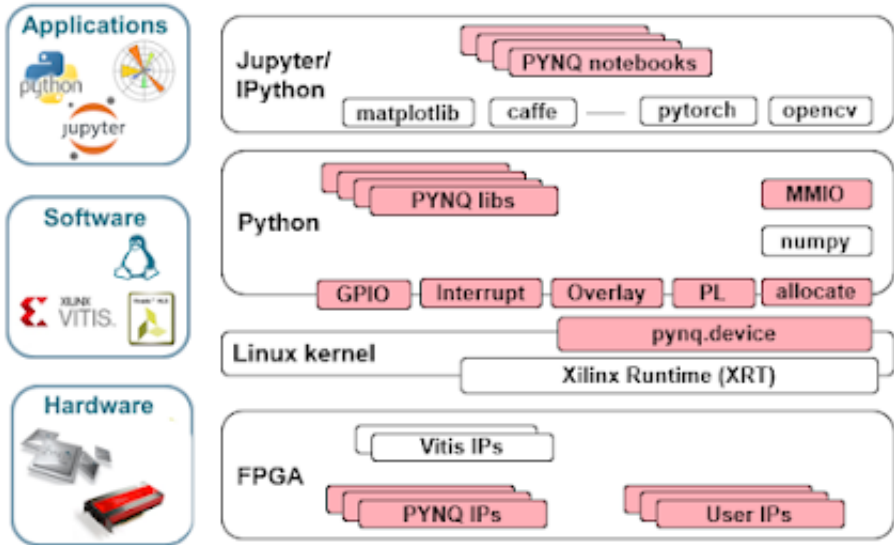 Applications
python
jupyter
Software
XILINX
VITIS.
Hardware
Jupyter/
IPython
PYNQ notebooks
matplotlib
caffe
pytorch
opencv
Python
PYNQ libs
MMIO
numpy
GPIO
Interrupt
Overlay
PL
allocate
Linux kernel
pynq.device
Xilinx Runtime (XRT)
FPGA
Vitis IPs
PYNQ IPs
User IPs